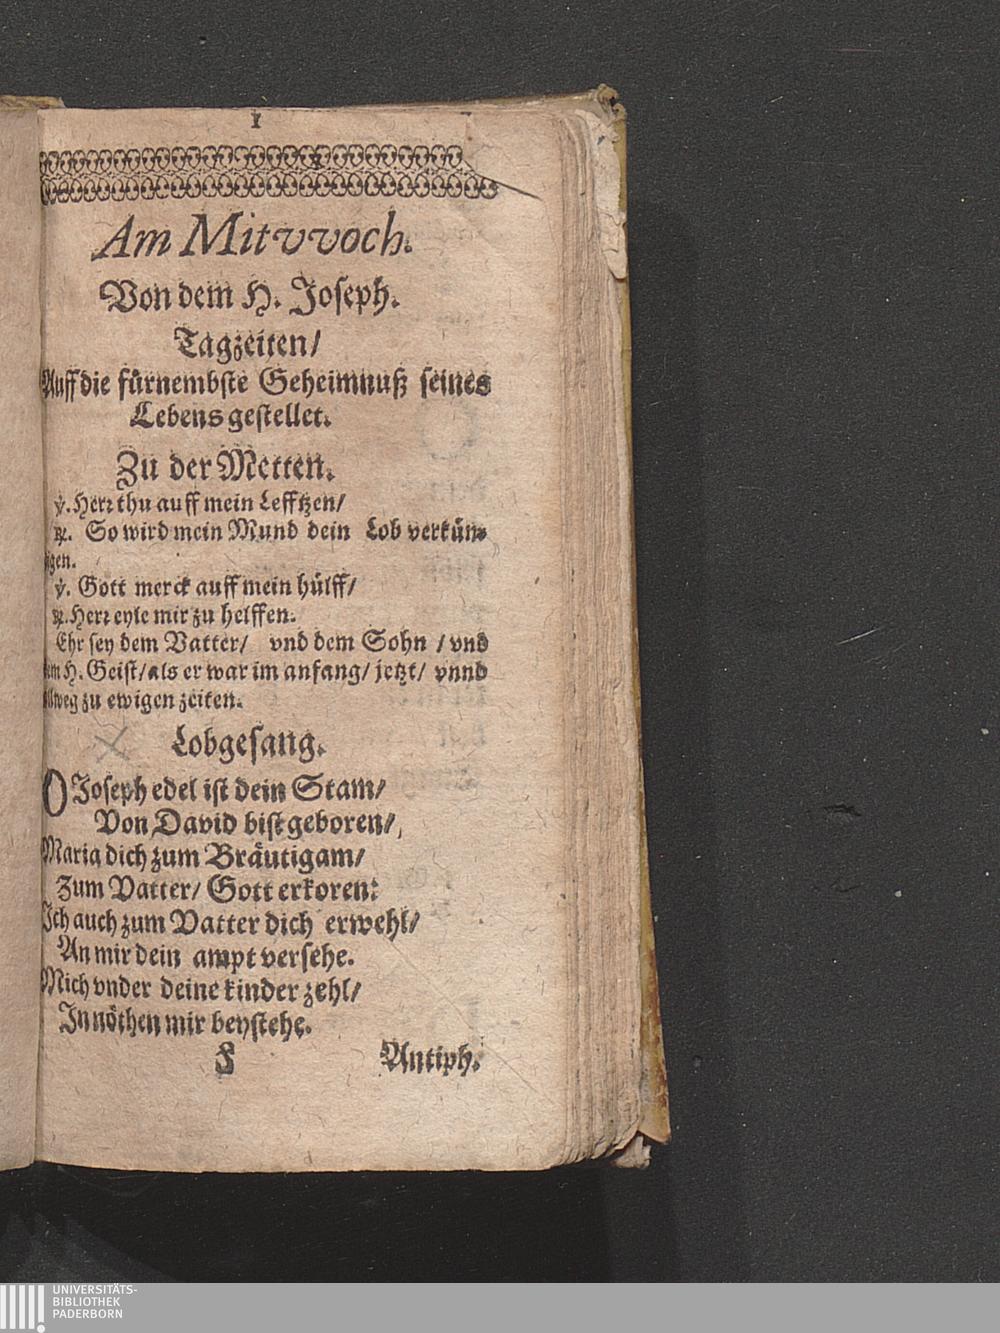 1
Am Mitvvoch.
Von dem H. Joseph.
Tagzeiten/
Auff die fürnembste Geheimnuß seines
Lebens gestellet.
Zu der Metten.
℣. Herr thu auff mein Lefftzen/
℟. So wird mein Mund dein Lob verkün-
digen.
℣. Gott merck auff mein hülff/
℟. Herr eyle mir zu helffen.
Ehr sey dem Vatter/ vnd dem Sohn / vnd
dem H. Geist/ als er war im anfang/ jetzt/ vnnd
allweg zu ewigen zeiten.
Lobgesang.
O Joseph edel ist dein Stam/
Von David bist geboren/
Maria dich zum Bräutigam/
Zum Vatter/ Gott erkoren:
Ich auch zum Vatter dich erwehl/
An mir dein ampt versehe.
Mich vnder deine kinder zehl/
In nöthen mir beystehe.
F Antiph.
UNIVERSITÄTS-
BIBLIOTHEK
PADERBORN